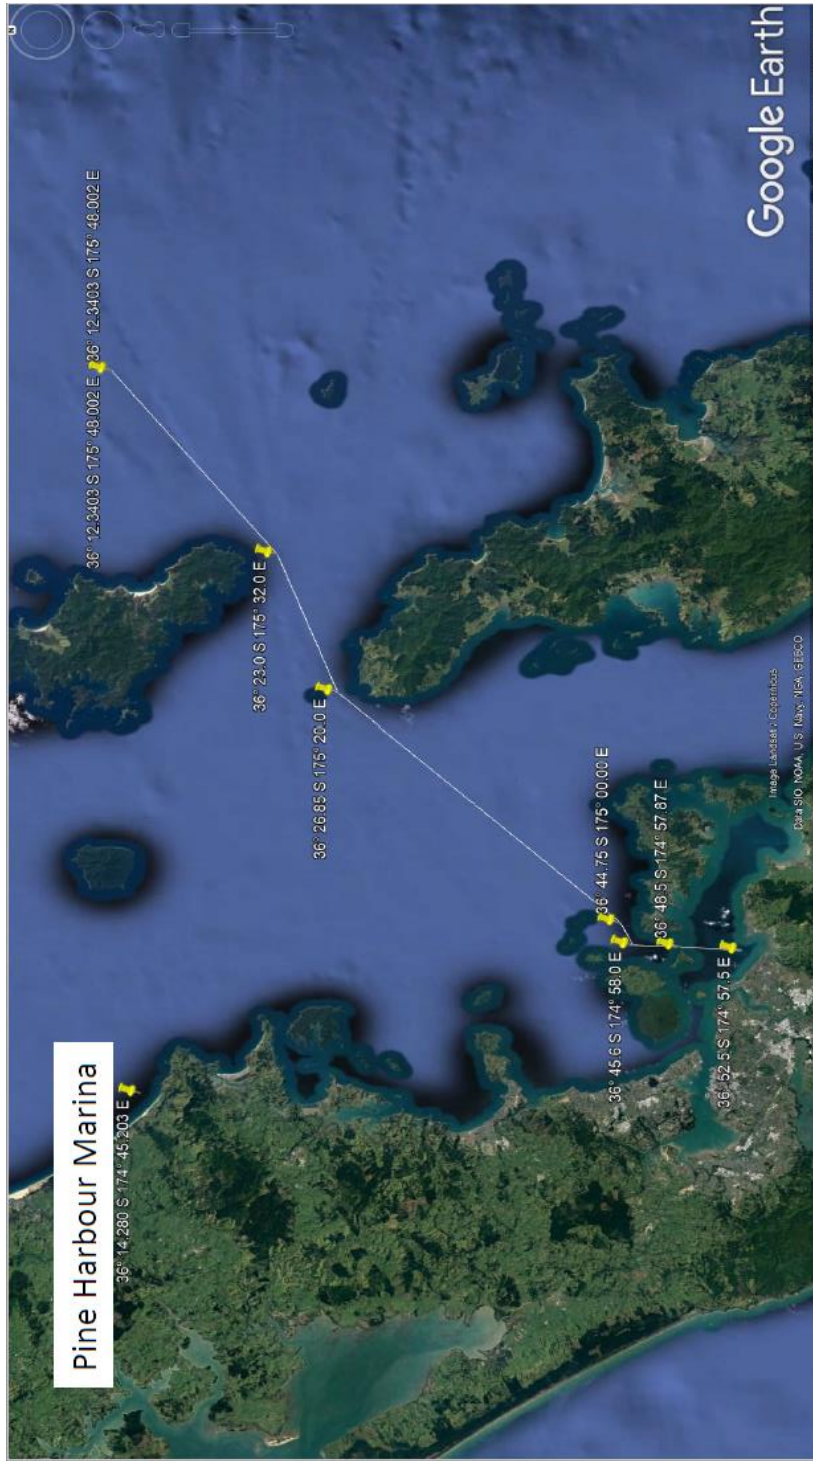 Pine Harbour Marina
36° 14.280 S 174° 45.203 E
36° 12.3403 S 175° 48.002 E
36° 12.3403 S 175° 48.002 E
36° 23.0 S 175° 32.0 E
36° 26.85 S 175° 20.0 E
36° 44.75 S 175° 00.00 E
36° 45.6 S 174° 58.0 E
36° 48.5 S 174° 57.87 E
36° 52.5 S 174° 57.5 E
Image Landsat / Copernicus
Data SIO, NOAA, U.S. Navy, NGA, GEBCO
Google Earth
N